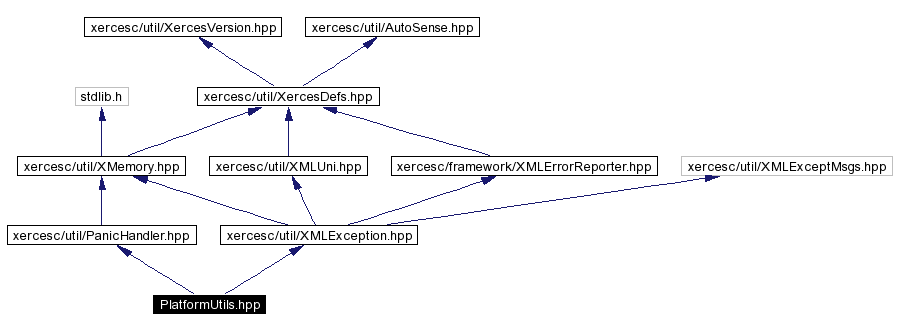 xercesc/util/XercesVersion.hpp
xercesc/util/AutoSense.hpp
stdlib.h
xercesc/util/XercesDefs.hpp
xercesc/util/XMemory.hpp
xercesc/util/XMLUni.hpp
xercesc/framework/XMLErrorReporter.hpp
xercesc/util/XMLExceptMsgs.hpp
xercesc/util/PanicHandler.hpp
xercesc/util/XMLException.hpp
PlatformUtils.hpp